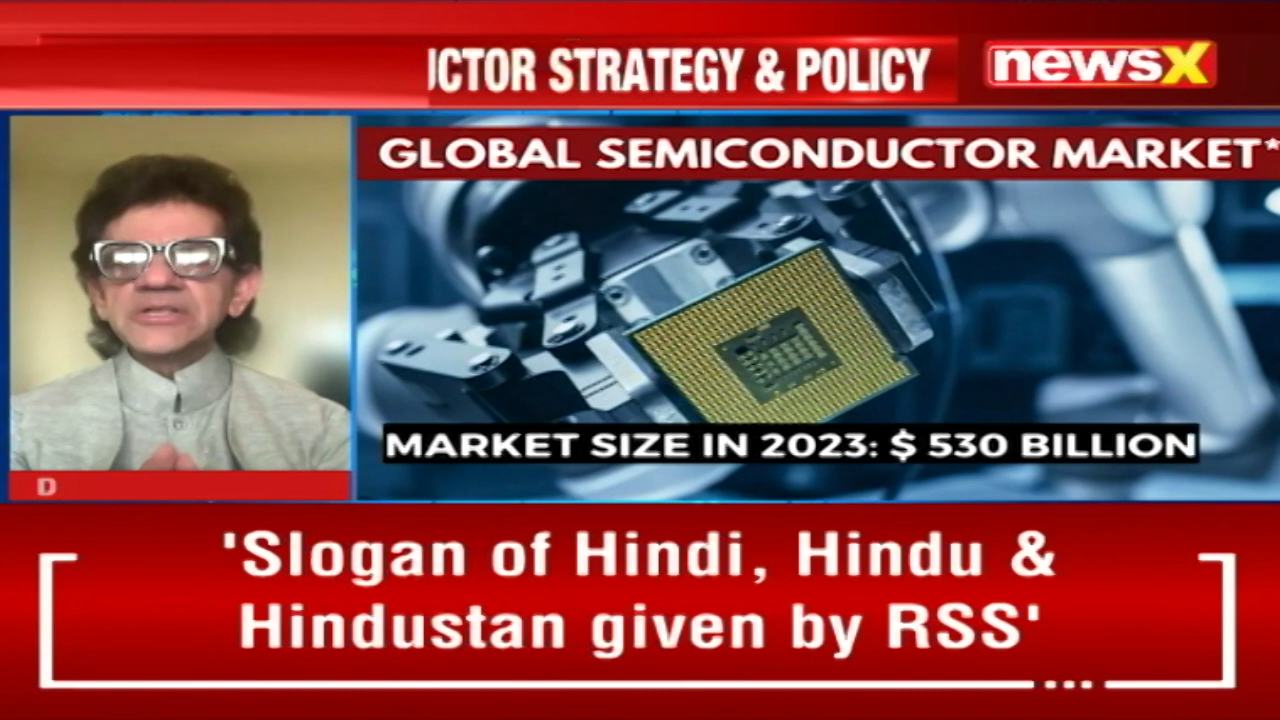 ICTOR STRATEGY & POLICY
newsX
GLOBAL SEMICONDUCTOR MARKET*
MARKET SIZE IN 2023: $ 530 BILLION
D
'Slogan of Hindi, Hindu &
Hindustan given by RSS'